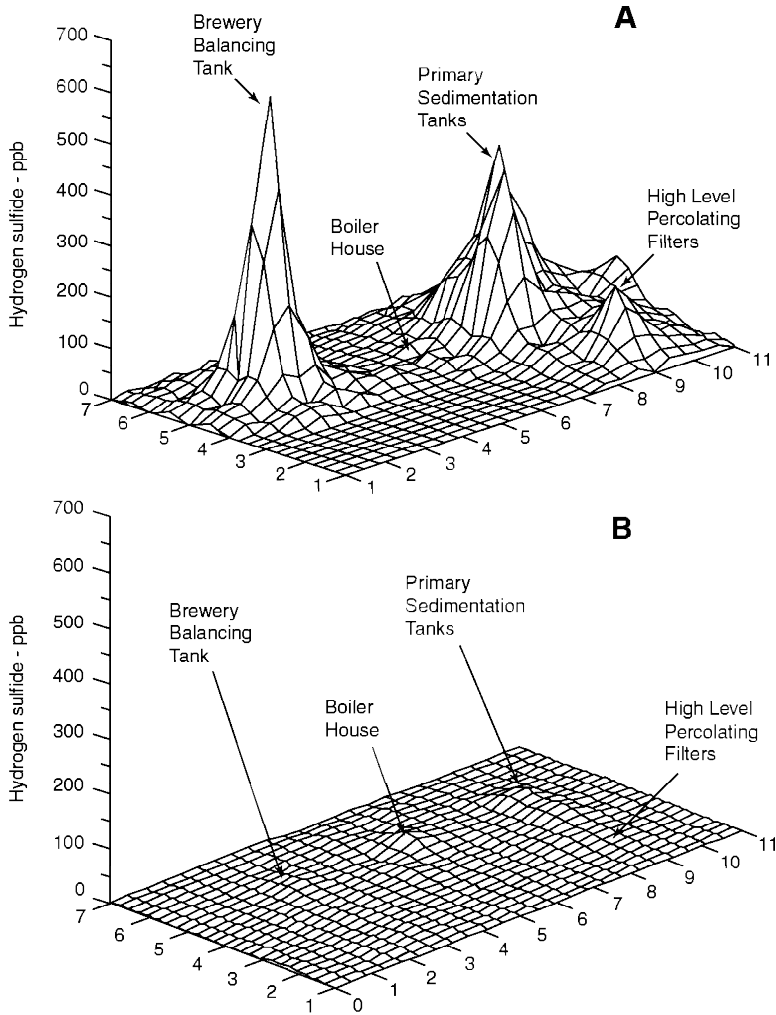 A
Brewery
Balancing
Tank
Primary
Sedimentation
Tanks
Boiler
House
High Level
Percolating
Filters
Hydrogen sulfide - ppb
700
600
500
400
300
200
100
0
7
6
5
4
3
2
1
1
2
3
4
5
6
7
8
9
10
11
B
Primary
Sedimentation
Tanks
Brewery
Balancing
Tank
Boiler
House
High Level
Percolating
Filters
Hydrogen sulfide - ppb
700
600
500
400
300
200
100
0
7
6
5
4
3
2
1
0
1
2
3
4
5
6
7
8
9
10
11